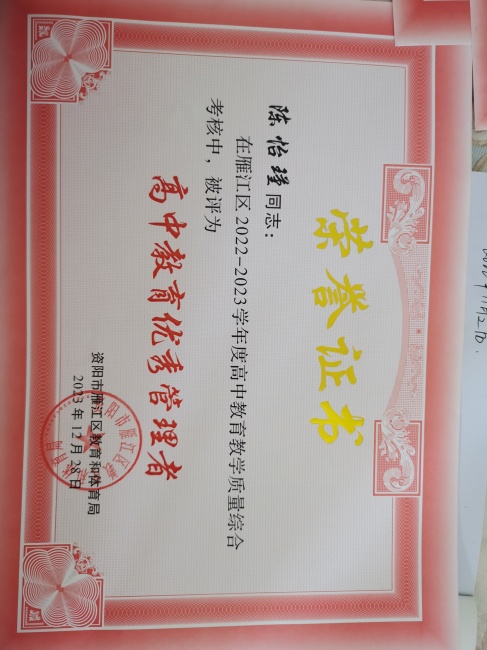 荣誉证书
陈怡瑾同志：
在雁江区2022-2023学年度高中教育教学质量综合
考核中，被评为
高中教育优秀管理者
资阳市雁江区教育和体育局
2023年12月28日